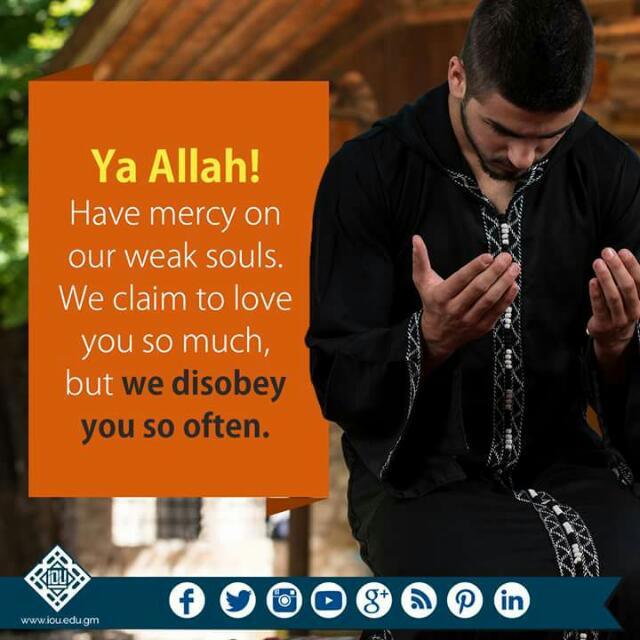 Ya Allah!
Have mercy on
our weak souls.
We claim to love
you so much,
but we disobey
you so often.
IOU
www.iou.edu.gm
f
g+
in